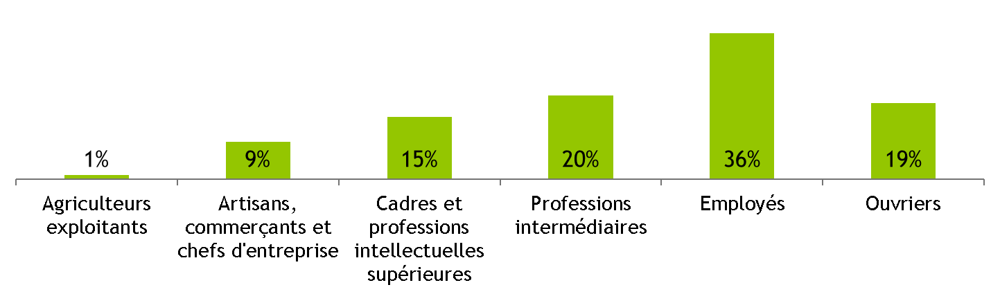 1%
9%
15%
20%
36%
19%
Agriculteurs
exploitants
Artisans,
commerçants et
chefs d'entreprise
Cadres et
professions
intellectuelles
supérieures
Professions
intermédiaires
Employés
Ouvriers